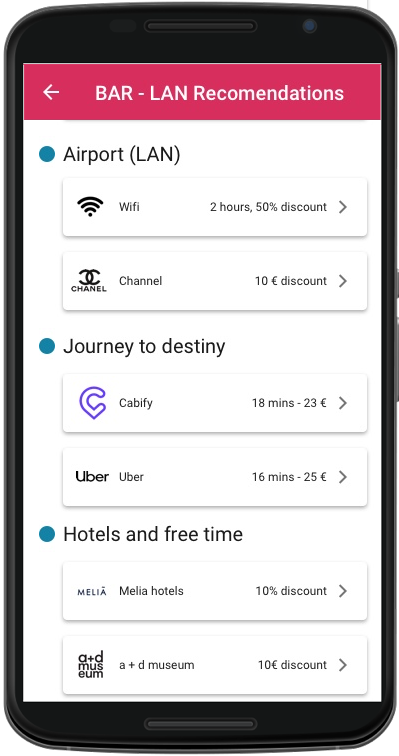 BAR - LAN Recomendations
Airport (LAN)
Wifi 2 hours, 50% discount
CHANEL Channel 10 € discount
Journey to destiny
Cabify 18 mins - 23 €
Uber Uber 16 mins - 25 €
Hotels and free time
MELIÃ Melia hotels 10% discount
a+d
mus
eum
a + d museum 10€ discount